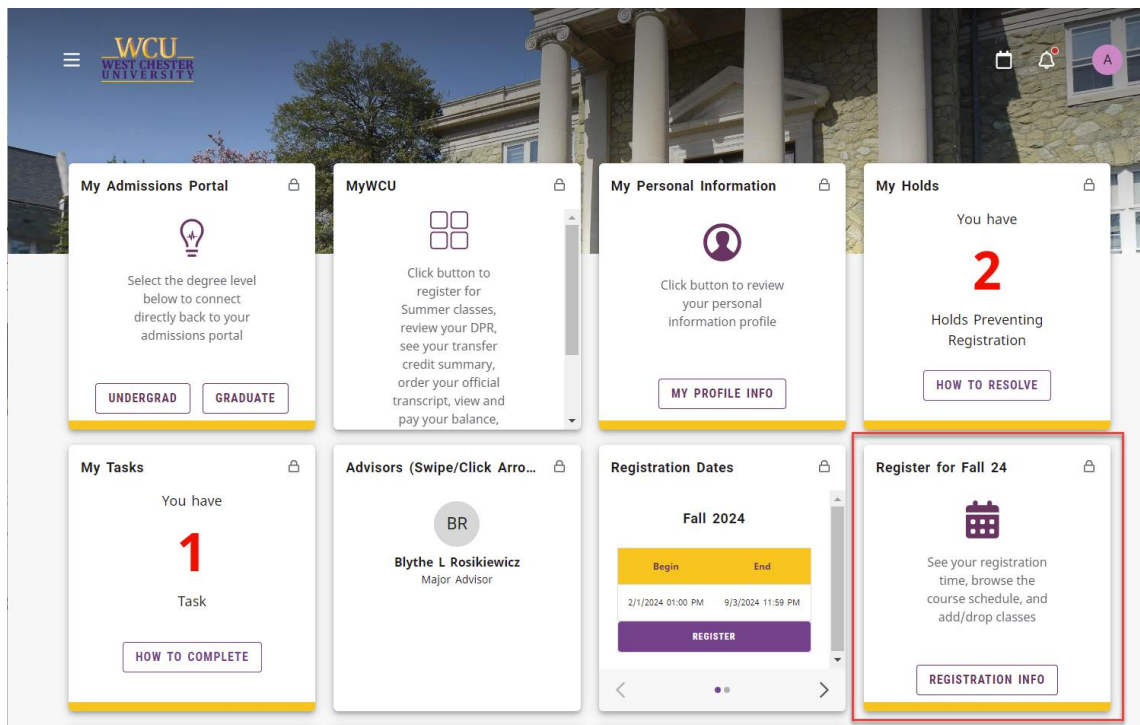 WCU
WEST CHESTER
UNIVERSITY
A
My Admissions Portal
Select the degree level
below to connect
directly back to your
admissions portal
UNDERGRAD
GRADUATE
MyWCU
Click button to
register for
Summer classes,
review your DPR,
see your transfer
credit summary,
order your official
transcript, view and
pay your balance,
My Personal Information
Click button to review
your personal
information profile
MY PROFILE INFO
My Holds
You have
2
Holds Preventing
Registration
HOW TO RESOLVE
My Tasks
You have
1
Task
HOW TO COMPLETE
Advisors (Swipe/Click Arro...
BR
Blythe L Rosikiewicz
Major Advisor
Registration Dates
Fall 2024
Begin End
2/1/2024 01:00 PM 9/3/2024 11:59 PM
REGISTER
Register for Fall 24
See your registration
time, browse the
course schedule, and
add/drop classes
REGISTRATION INFO